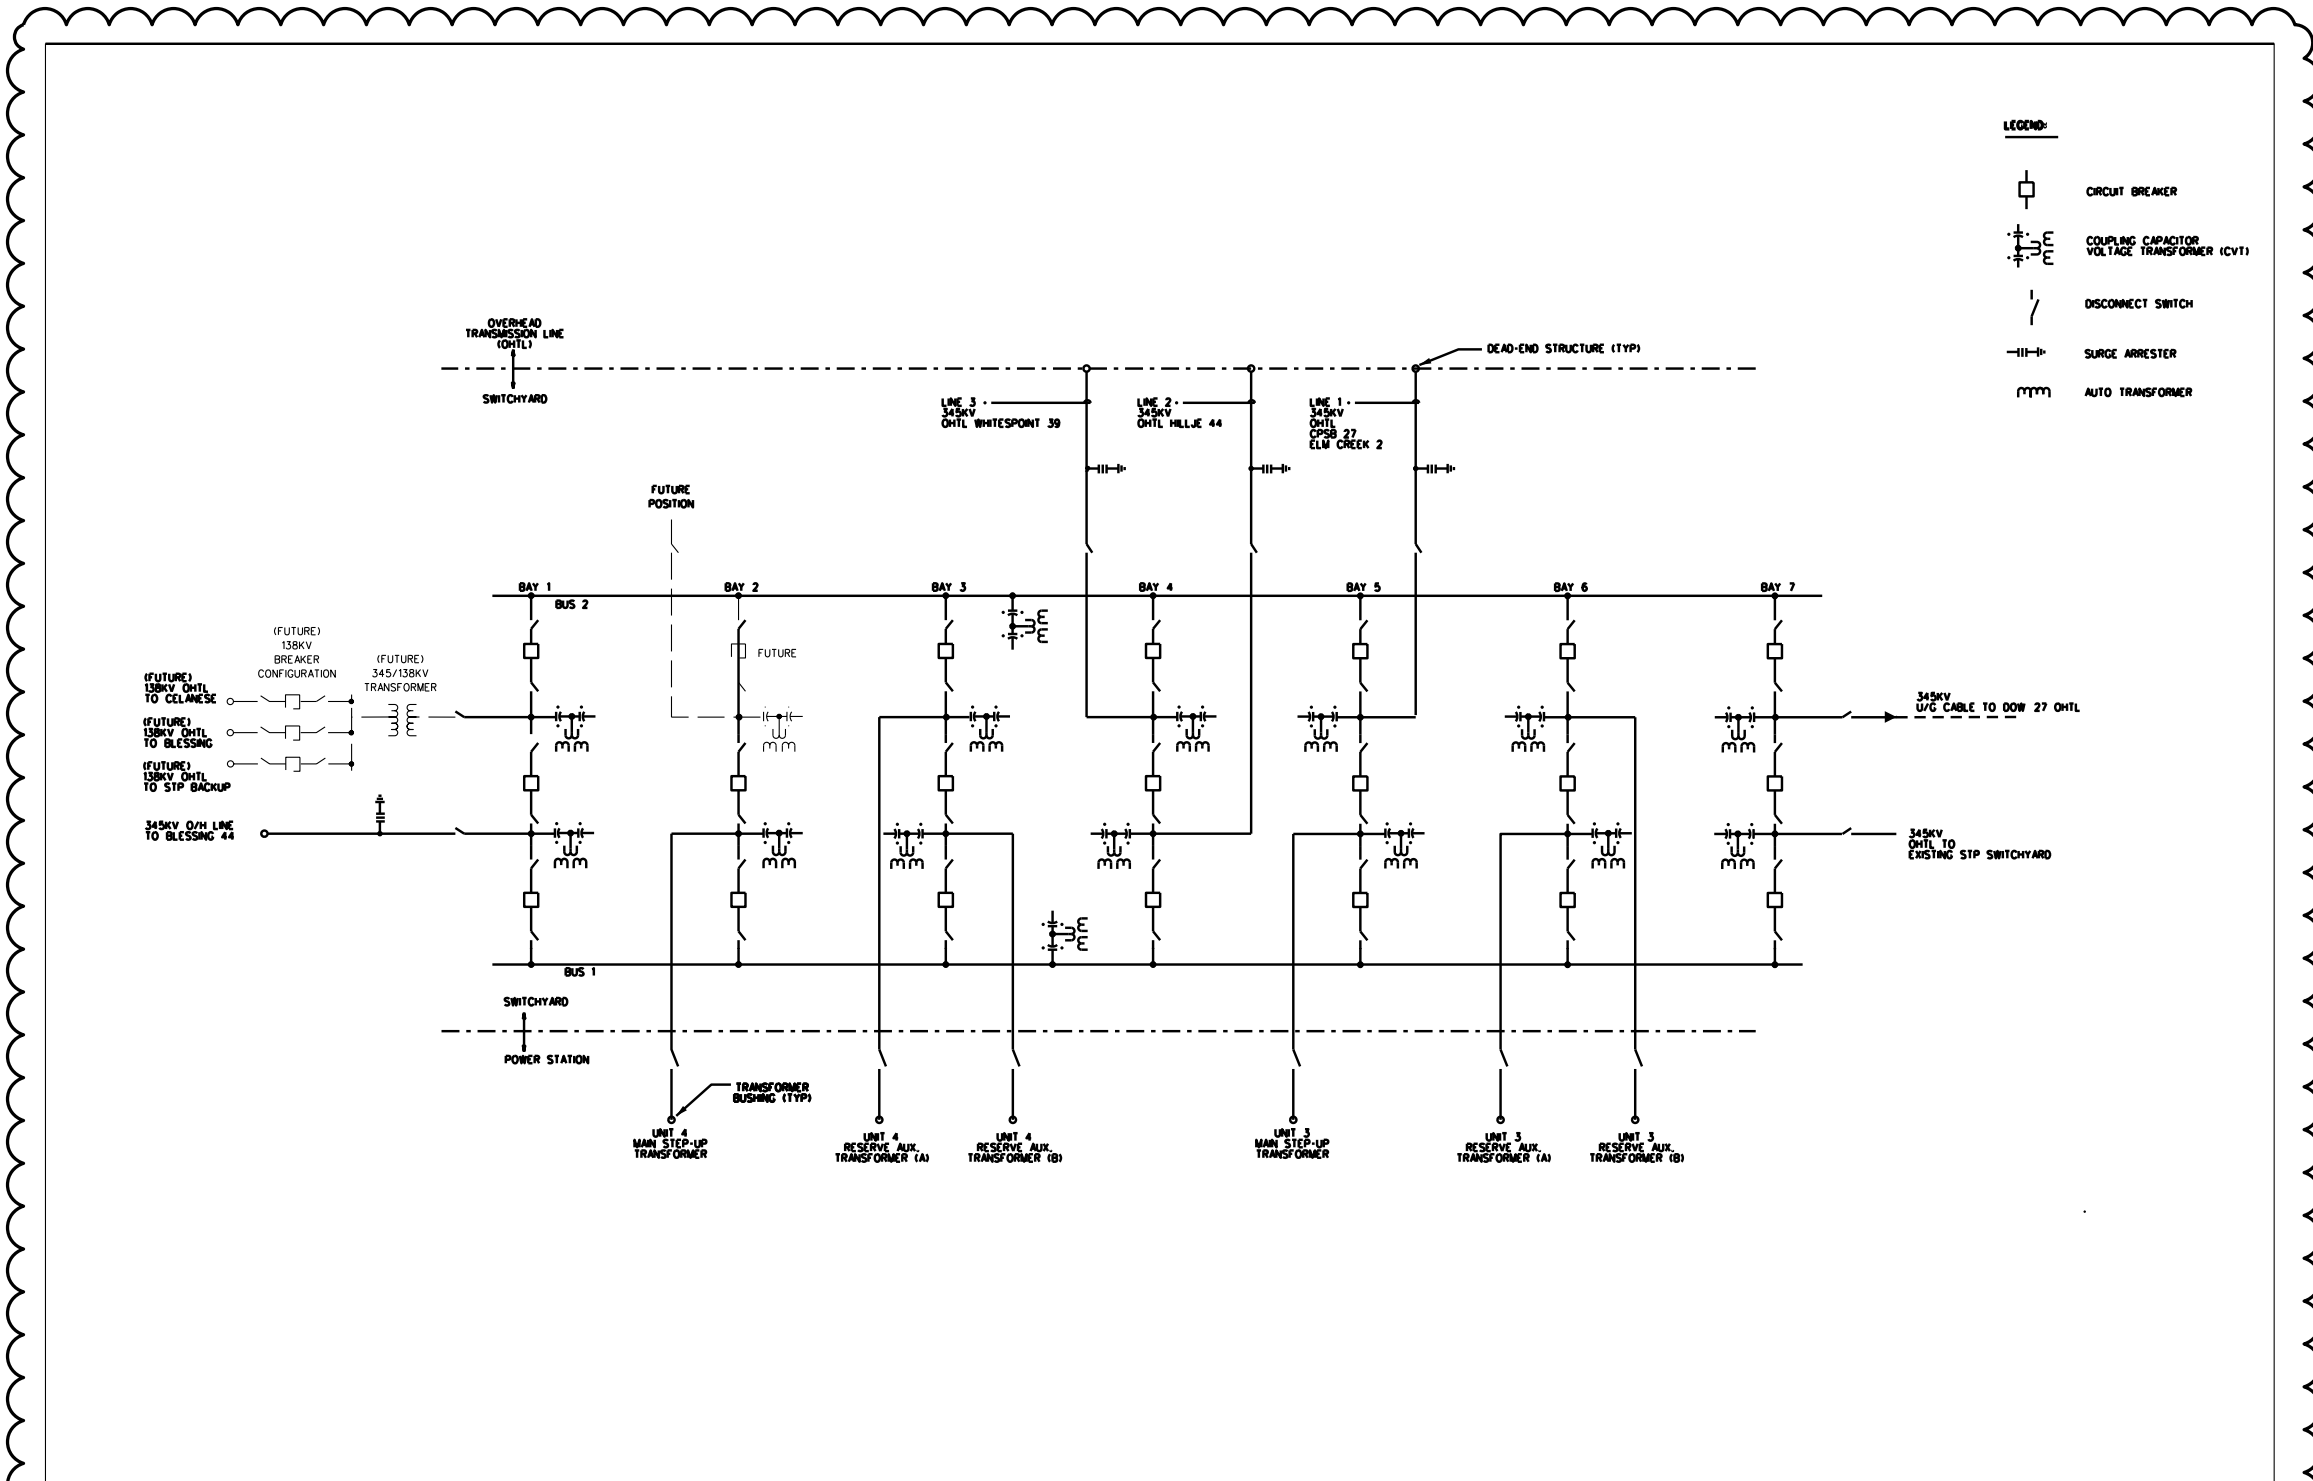 LEGEND:
CIRCUIT BREAKER
COUPLING CAPACITOR
VOLTAGE TRANSFORMER (CVT)
DISCONNECT SWITCH
SURGE ARRESTER
AUTO TRANSFORMER
OVERHEAD
TRANSMISSION LINE
(OHTL)
SWITCHYARD
DEAD-END STRUCTURE (TYP)
LINE 3 -
345KV
OHTL WHITESPOINT 39
LINE 2 -
345KV
OHTL HILLJE 44
LINE 1 -
345KV
OHTL
CPSB 27
ELM CREEK 2
FUTURE
POSITION
BAY 1
BAY 2
BAY 3
BAY 4
BAY 5
BAY 6
BAY 7
BUS 2
(FUTURE)
138KV
BREAKER
CONFIGURATION
(FUTURE)
345/138KV
TRANSFORMER
FUTURE
(FUTURE)
138KV OHTL
TO CELANESE
(FUTURE)
138KV OHTL
TO BLESSING
(FUTURE)
138KV OHTL
TO STP BACKUP
345KV O/H LINE
TO BLESSING 44
345KV
U/G CABLE TO DOW 27 OHTL
345KV
OHTL TO
EXISTING STP SWITCHYARD
BUS 1
SWITCHYARD
POWER STATION
TRANSFORMER
BUSHING (TYP)
UNIT 4
MAIN STEP-UP
TRANSFORMER
UNIT 4
RESERVE AUX.
TRANSFORMER (A)
UNIT 4
RESERVE AUX.
TRANSFORMER (B)
UNIT 3
MAIN STEP-UP
TRANSFORMER
UNIT 3
RESERVE AUX.
TRANSFORMER (A)
UNIT 3
RESERVE AUX.
TRANSFORMER (B)